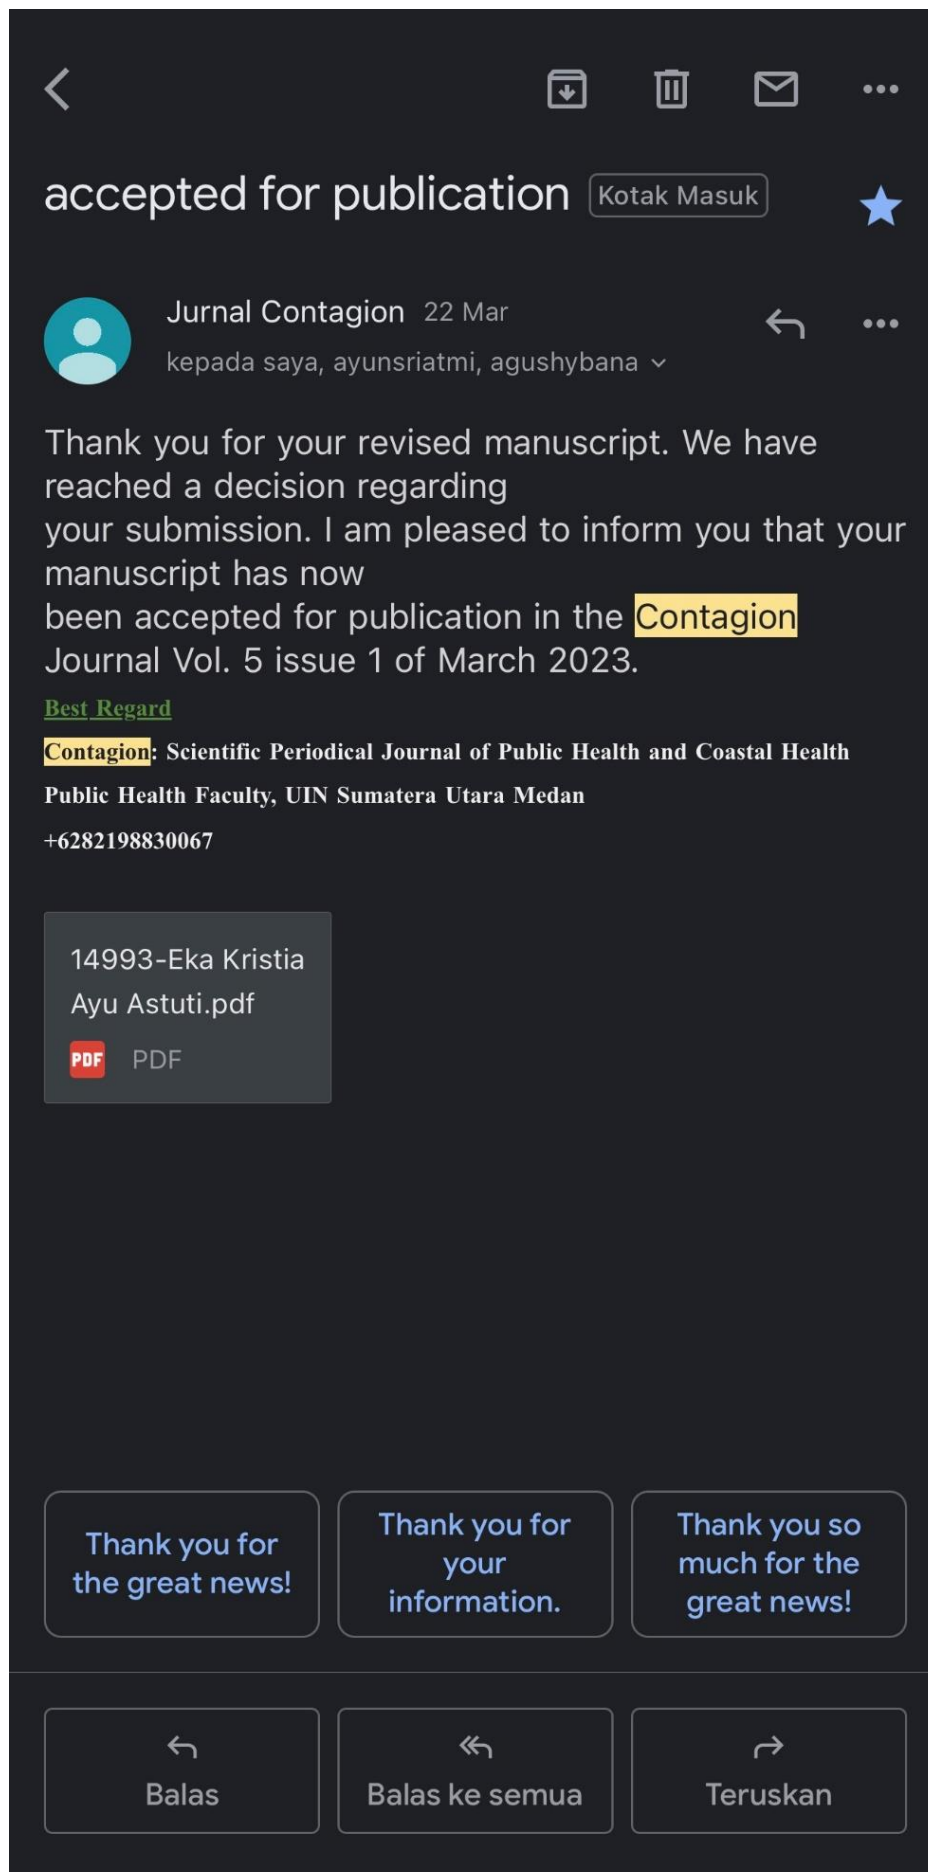 accepted for publication Kotak Masuk
Jurnal Contagion 22 Mar
kepada saya, ayunsriatmi, agushybana
Thank you for your revised manuscript. We have
reached a decision regarding
your submission. I am pleased to inform you that your
manuscript has now
been accepted for publication in the Contagion
Journal Vol. 5 issue 1 of March 2023.
Best Regard
Contagion: Scientific Periodical Journal of Public Health and Coastal Health
Public Health Faculty, UIN Sumatera Utara Medan
+6282198830067
14993-Eka Kristia
Ayu Astuti.pdf
PDF PDF
Thank you for
the great news!
Thank you for
your
information.
Thank you so
much for the
great news!
Balas
Balas ke semua
Teruskan